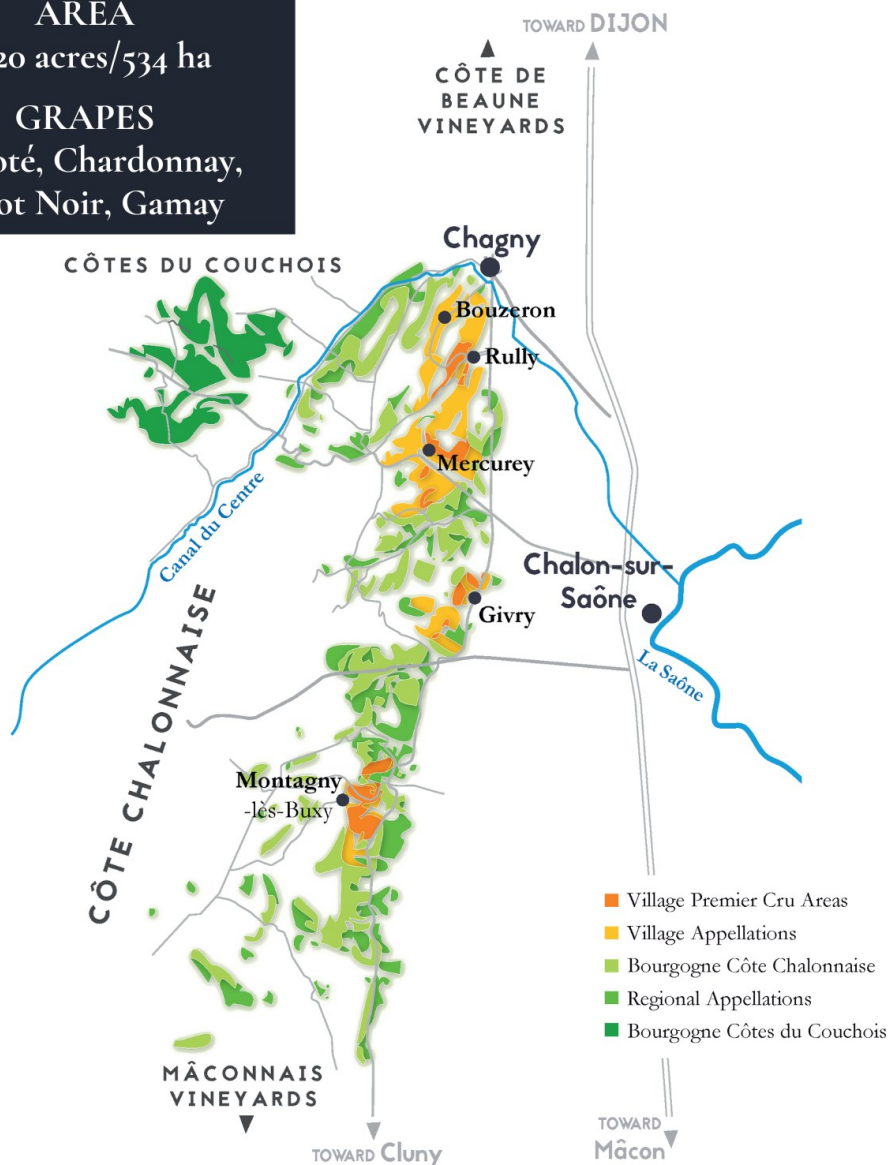 AREA
20 acres/534 ha
GRAPES
oté, Chardonnay,
ot Noir, Gamay
TOWARD DIJON
CÔTE DE
BEAUNE
VINEYARDS
Chagny
CÔTES DU COUCHOIS
Bouzeron
Rully
Mercurey
Canal du Centre
Chalon-sur-
Saône
Givry
La Saône
CÔTE CHALONNAISE
Montagny
-lès-Buxy
Village Premier Cru Areas
Village Appellations
Bourgogne Côte Chalonnaise
Regional Appellations
Bourgogne Côtes du Couchois
MÂCONNAIS
VINEYARDS
TOWARD Cluny
TOWARD
Mâcon